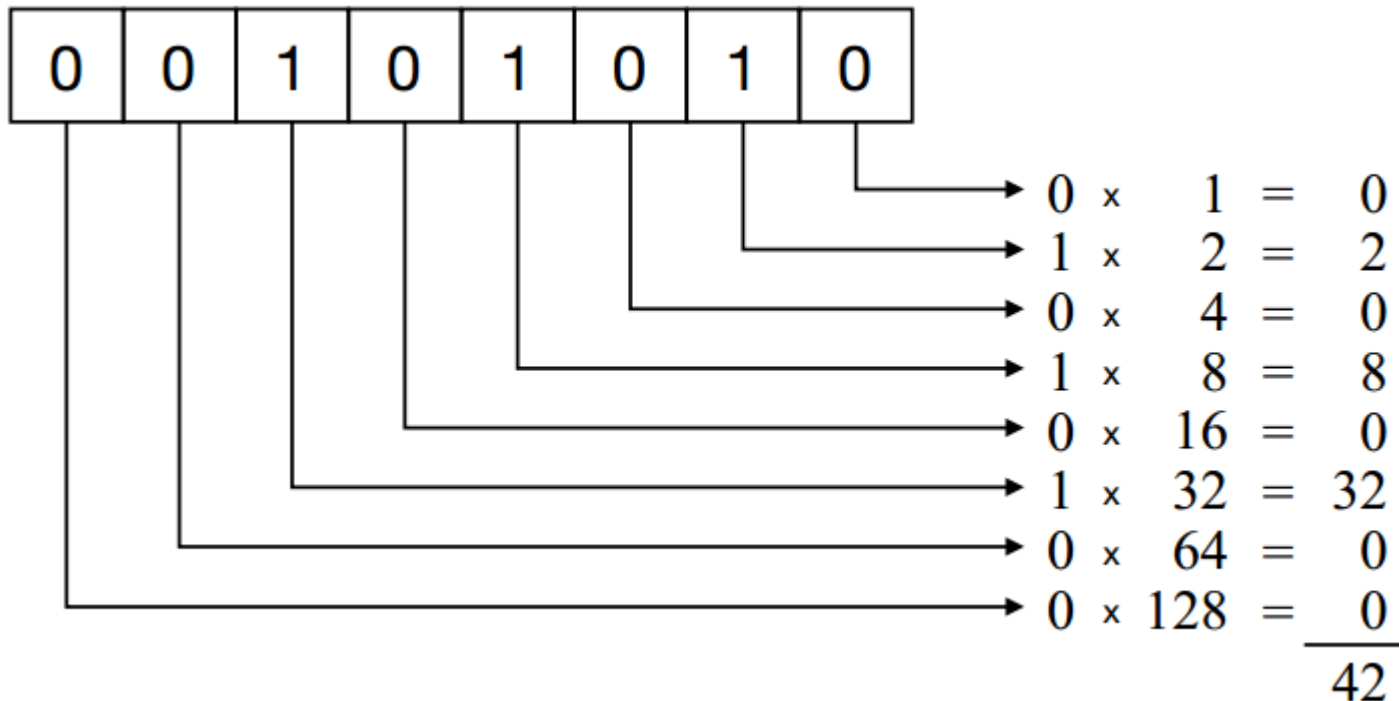 0 0 1 0 1 0 1 0
0 x 1 = 0
1 x 2 = 2
0 x 4 = 0
1 x 8 = 8
0 x 16 = 0
1 x 32 = 32
0 x 64 = 0
0 x 128 = 0
42